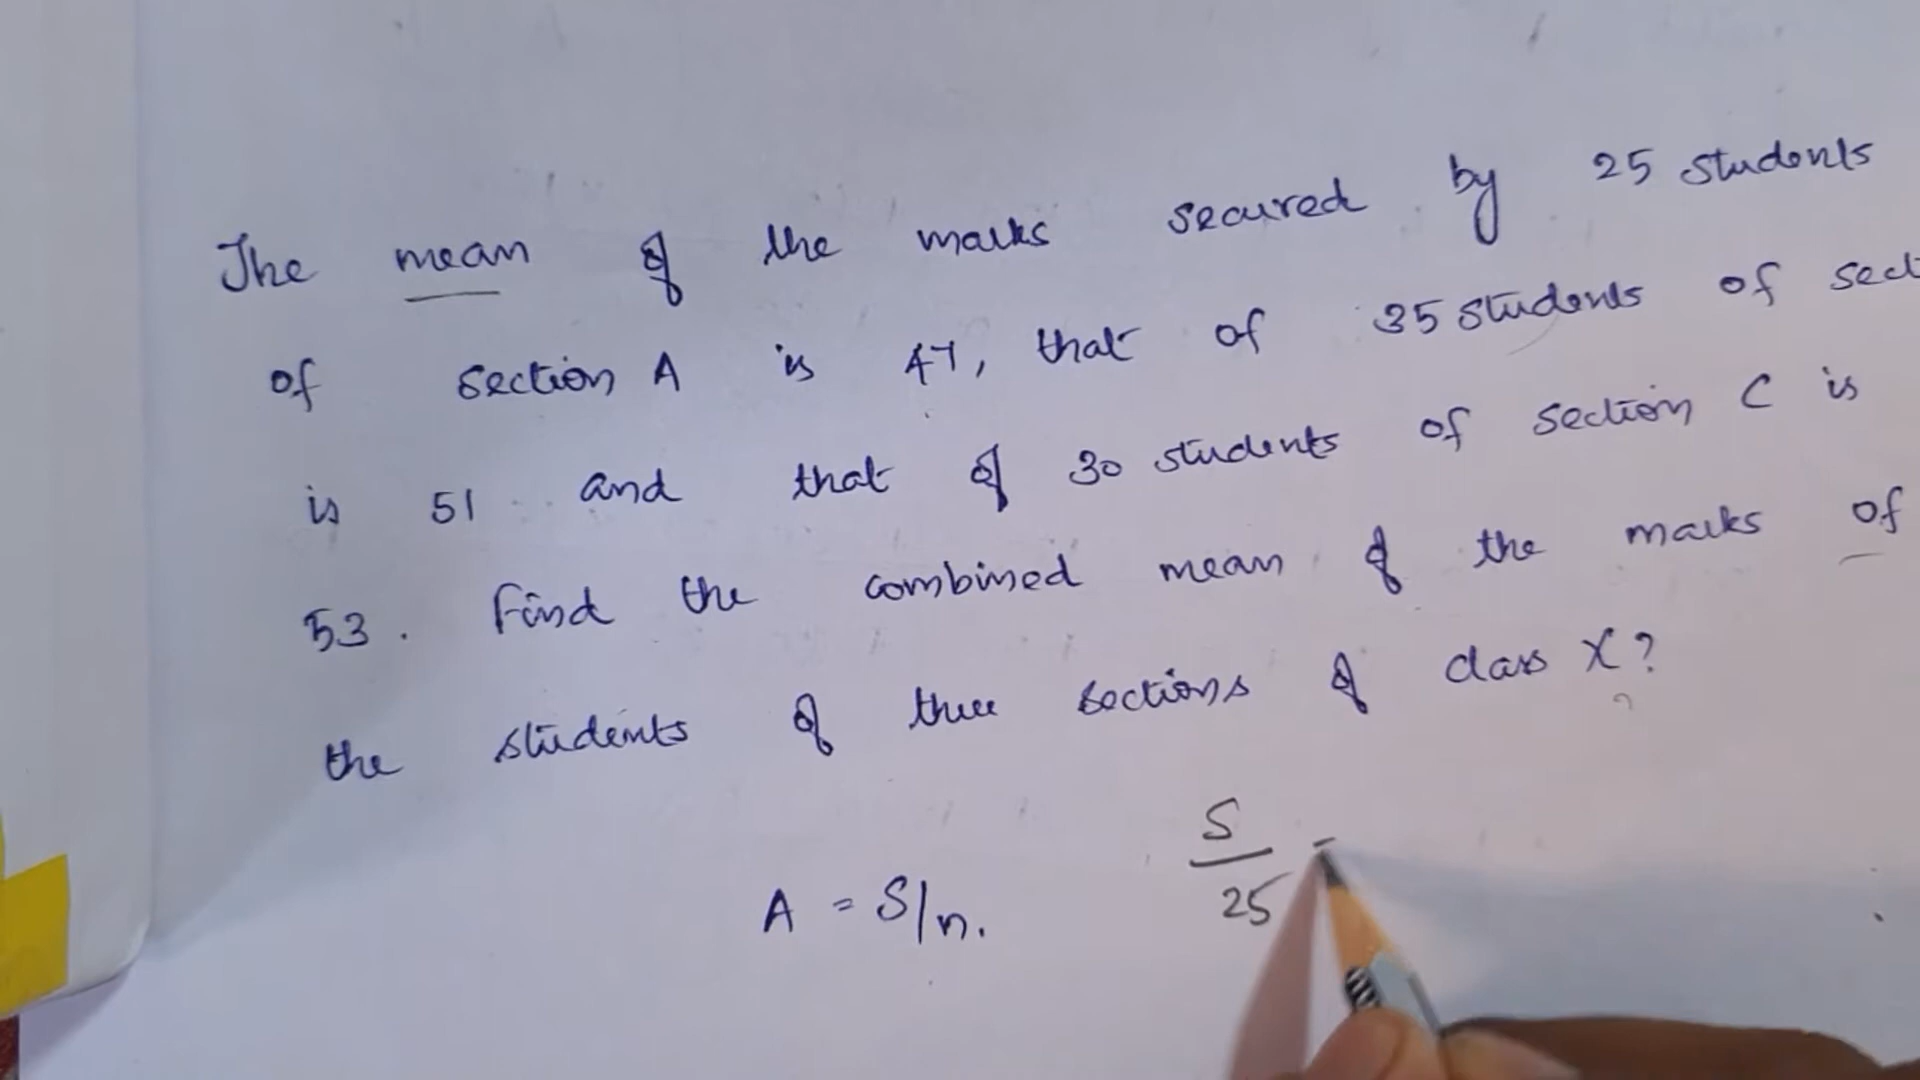 The mean of the marks secured by 25 students
of section A is 47, that of 35 students of sect
is 51 and that of 30 students of section C is
53. Find the combined mean of the marks of
the students of three sections of class X?
A = S/n.
S
25 =